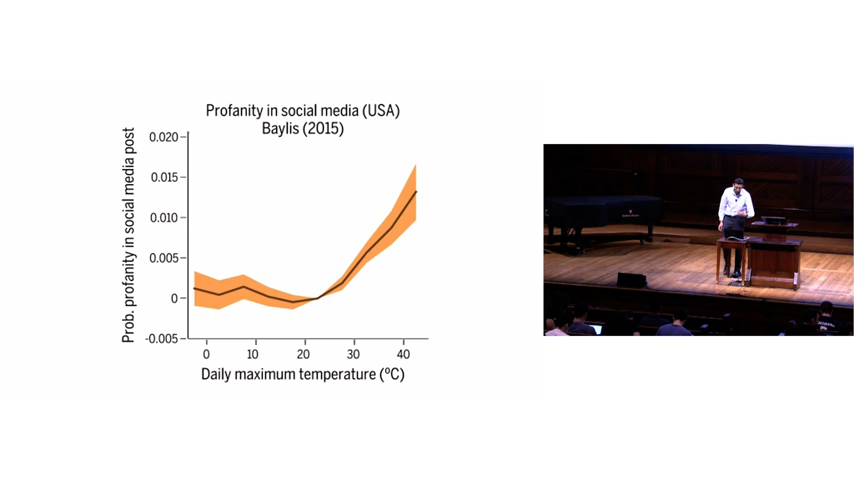 Profanity in social media (USA)
Baylis (2015)
Prob. profanity in social media post
0.020
0.015
0.010
0.005
0
-0.005
0 10 20 30 40
Daily maximum temperature (ºC)